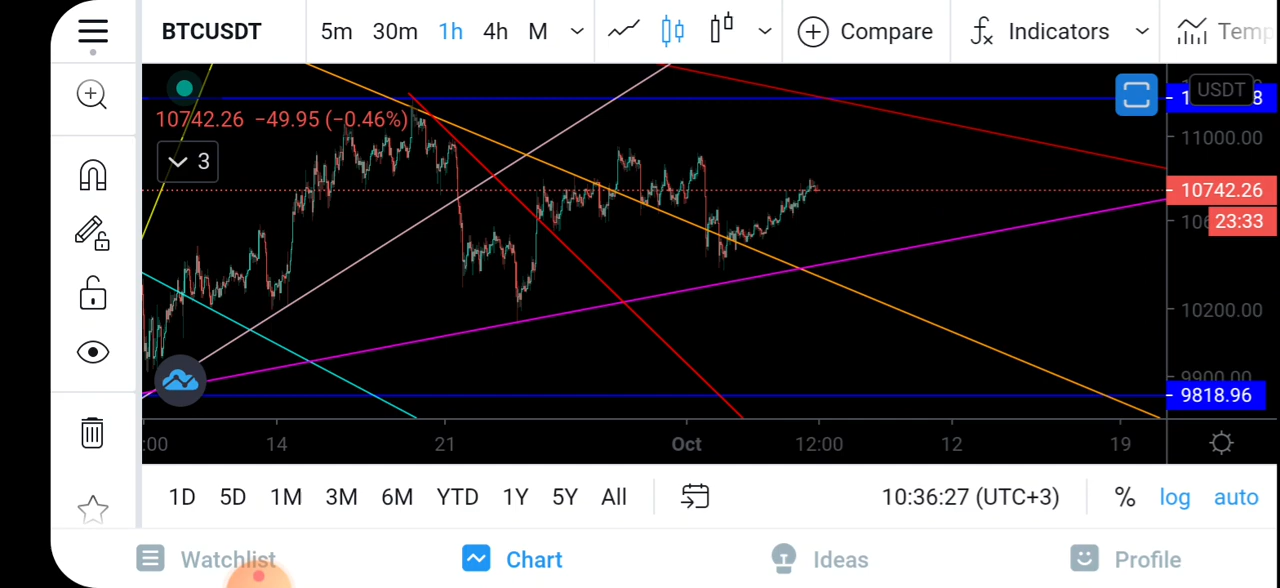 BTCUSDT 5m 30m 1h 4h M Compare Indicators Temp
USDT
10742.26 −49.95 (−0.46%)
11000.00
3
10742.26
23:33
10200.00
9900.00
9818.96
:00 14 21 Oct 12:00 12 19
1D 5D 1M 3M 6M YTD 1Y 5Y All 10:36:27 (UTC+3) % log auto
Watchlist Chart Ideas Profile